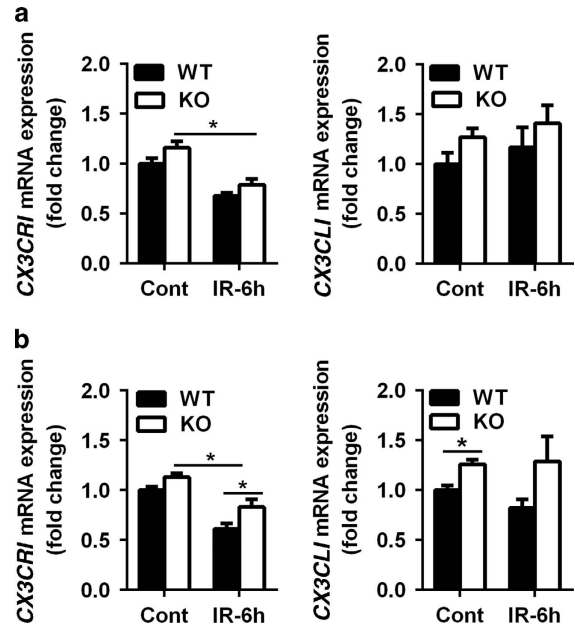 a
CX3CRI mRNA expression
(fold change)
2.0
1.5
1.0
0.5
0.0
WT
KO
*
Cont IR-6h
CX3CLI mRNA expression
(fold change)
2.0
1.5
1.0
0.5
0.0
WT
KO
Cont IR-6h
b
CX3CRI mRNA expression
(fold change)
2.0
1.5
1.0
0.5
0.0
WT
KO
*
*
Cont IR-6h
CX3CLI mRNA expression
(fold change)
2.0
1.5
1.0
0.5
0.0
WT
KO
*
Cont IR-6h